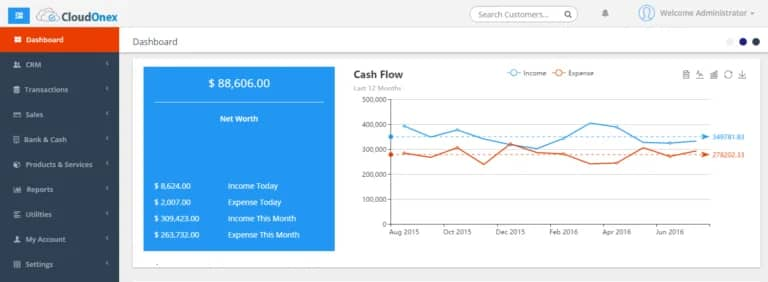 CloudOnex
Search Customers...
Welcome Administrator
Dashboard
Dashboard
CRM
Transactions
Sales
Bank & Cash
Products & Services
Reports
Utilities
My Account
Settings
$ 88,606.00
Net Worth
$ 8,624.00 Income Today
$ 2,007.00 Expense Today
$ 309,423.00 Income This Month
$ 263,732.00 Expense This Month
Cash Flow
Last 12 Months
Income Expense
500,000
400,000
300,000
200,000
100,000
0
349781.83
278202.33
Aug 2015 Oct 2015 Dec 2015 Feb 2016 Apr 2016 Jun 2016